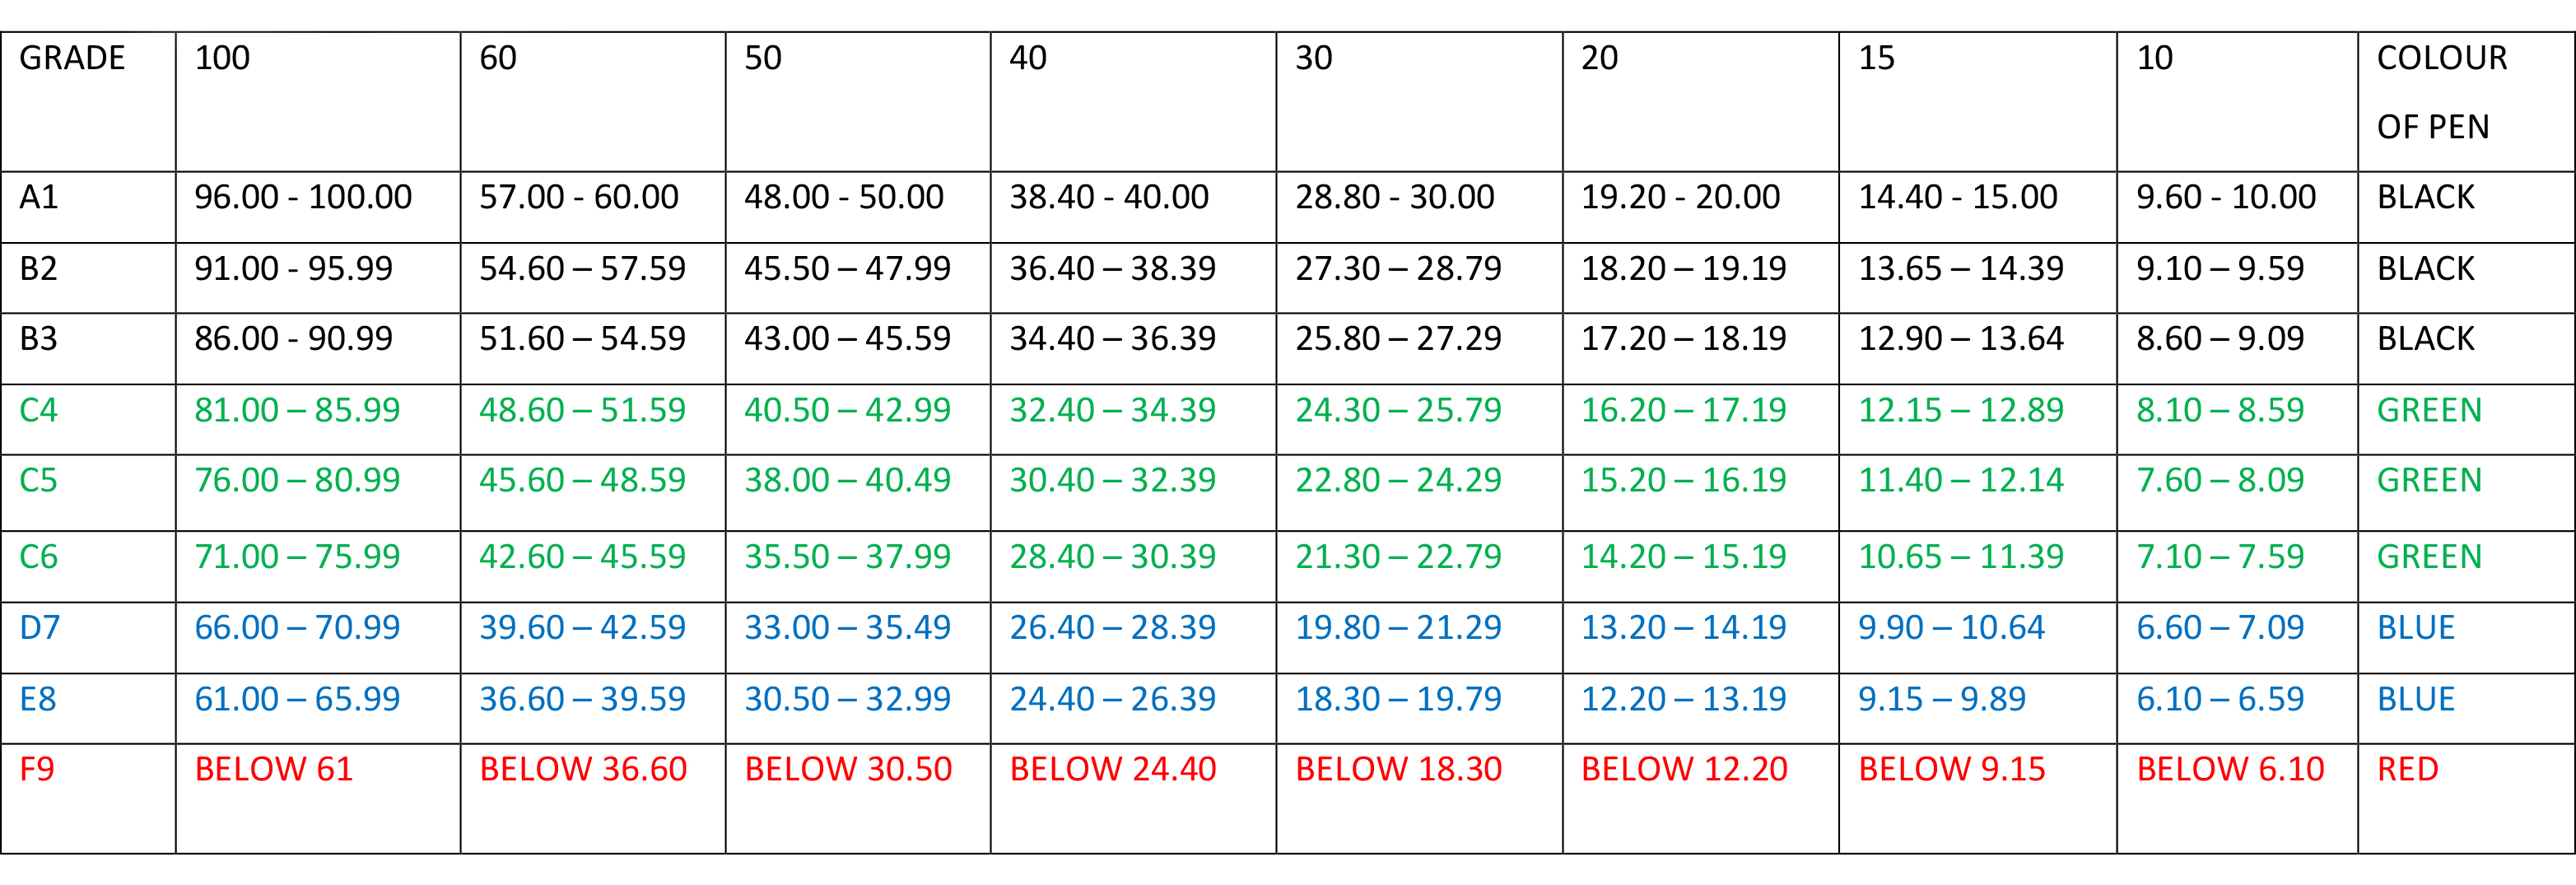 GRADE 100 60 50 40 30 20 15 10 COLOUR
OF PEN
A1 96.00 - 100.00 57.00 - 60.00 48.00 - 50.00 38.40 - 40.00 28.80 - 30.00 19.20 - 20.00 14.40 - 15.00 9.60 - 10.00 BLACK
B2 91.00 - 95.99 54.60 – 57.59 45.50 – 47.99 36.40 – 38.39 27.30 – 28.79 18.20 – 19.19 13.65 – 14.39 9.10 – 9.59 BLACK
B3 86.00 - 90.99 51.60 – 54.59 43.00 – 45.59 34.40 – 36.39 25.80 – 27.29 17.20 – 18.19 12.90 – 13.64 8.60 – 9.09 BLACK
C4 81.00 – 85.99 48.60 – 51.59 40.50 – 42.99 32.40 – 34.39 24.30 – 25.79 16.20 – 17.19 12.15 – 12.89 8.10 – 8.59 GREEN
C5 76.00 – 80.99 45.60 – 48.59 38.00 – 40.49 30.40 – 32.39 22.80 – 24.29 15.20 – 16.19 11.40 – 12.14 7.60 – 8.09 GREEN
C6 71.00 – 75.99 42.60 – 45.59 35.50 – 37.99 28.40 – 30.39 21.30 – 22.79 14.20 – 15.19 10.65 – 11.39 7.10 – 7.59 GREEN
D7 66.00 – 70.99 39.60 – 42.59 33.00 – 35.49 26.40 – 28.39 19.80 – 21.29 13.20 – 14.19 9.90 – 10.64 6.60 – 7.09 BLUE
E8 61.00 – 65.99 36.60 – 39.59 30.50 – 32.99 24.40 – 26.39 18.30 – 19.79 12.20 – 13.19 9.15 – 9.89 6.10 – 6.59 BLUE
F9 BELOW 61 BELOW 36.60 BELOW 30.50 BELOW 24.40 BELOW 18.30 BELOW 12.20 BELOW 9.15 BELOW 6.10 RED